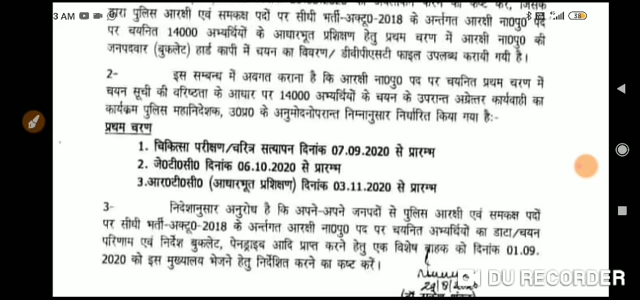 3 AM
58
द्वारा पुलिस आरक्षी एवं समकक्ष पदों पर सीधी भर्ती-अक्टू0-2018 के अर्न्तगत आरक्षी ना0पु0 पद
पर चयनित 14000 अभ्यर्थियों के आधारभूत प्रशिक्षण हेतु प्रथम चरण में आरक्षी ना0पु0 की
जनपदवार (बुकलेट) हार्ड कापी में चयन का विवरण/ डीवीपीएसटी फाइल उपलब्ध करायी गयी है।
2- इस सम्बन्ध में अवगत कराना है कि आरक्षी ना0पु0 पद पर चयनित प्रथम चरण में
चयन सूची की वरिष्ठता के आधार पर 14000 अभ्यर्थियों के चयन के उपरान्त अग्रेत्तर कार्यवाही का
कार्यक्रम पुलिस महानिदेशक, उ0प्र0 के अनुमोदनोपरान्त निम्नानुसार निर्धारित किया गया है:-
प्रथम चरण
1. चिकित्सा परीक्षण/चरित्र सत्यापन दिनांक 07.09.2020 से प्रारम्भ
2. जे0टी0सी0 दिनांक 06.10.2020 से प्रारम्भ
3.आर0टी0सी0 (आधारभूत प्रशिक्षण) दिनांक 03.11.2020 से प्रारम्भ
3- निर्देशानुसार अनुरोध है कि अपने-अपने जनपदों से पुलिस आरक्षी एवं समकक्ष पदों
पर सीधी भर्ती-अक्टू0-2018 के अर्न्तगत आरक्षी ना0पु0 पद पर चयनित अभ्यर्थियों का डाटा/चयन
परिणाम एवं निर्देश बुकलेट, पेनड्राइव आदि प्राप्त करने हेतु एक विशेष वाहक को दिनांक 01.09.
2020 को इस मुख्यालय भेजने हेतु निर्देशित करने का कष्ट करें।
DU RECORDER